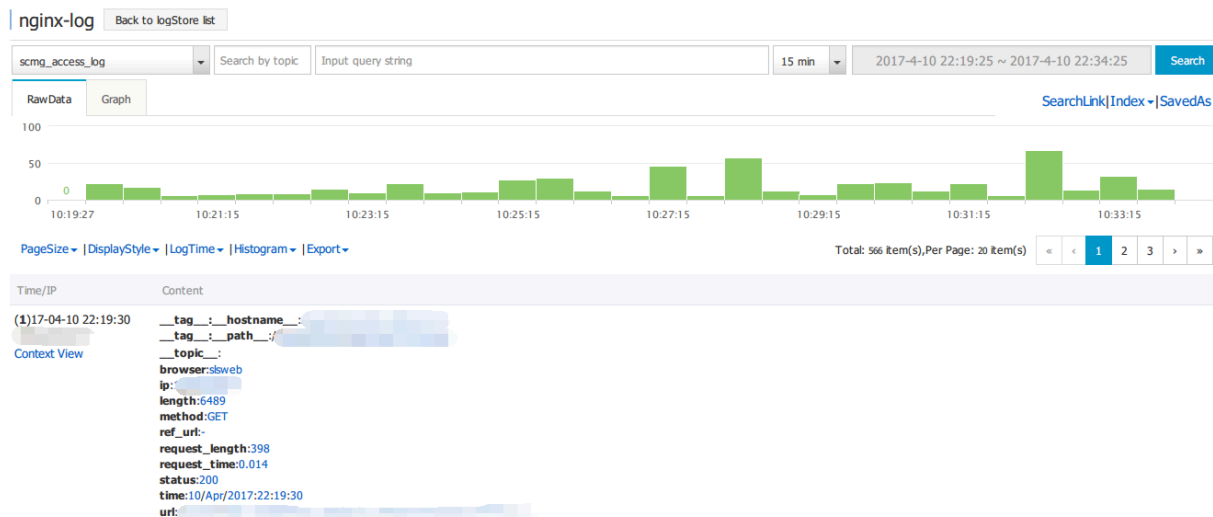 nginx-log Back to logStore list
scmg_access_log Search by topic Input query string 15 min 2017-4-10 22:19:25 ~ 2017-4-10 22:34:25 Search
RawData Graph SearchLink|Index|SavedAs
100
50
0
0
10:19:27 10:21:15 10:23:15 10:25:15 10:27:15 10:29:15 10:31:15 10:33:15
PageSize |DisplayStyle |LogTime |Histogram |Export Total: 566 item(s),Per Page: 20 item(s) « ‹ 1 2 3 › »
Time/IP Content
(1)17-04-10 22:19:30 __tag__:__hostname__:
__tag__:__path__:/
Context View __topic__:
browser:slsweb
ip:
length:6489
method:GET
ref_url:-
request_length:398
request_time:0.014
status:200
time:10/Apr/2017:22:19:30
url: